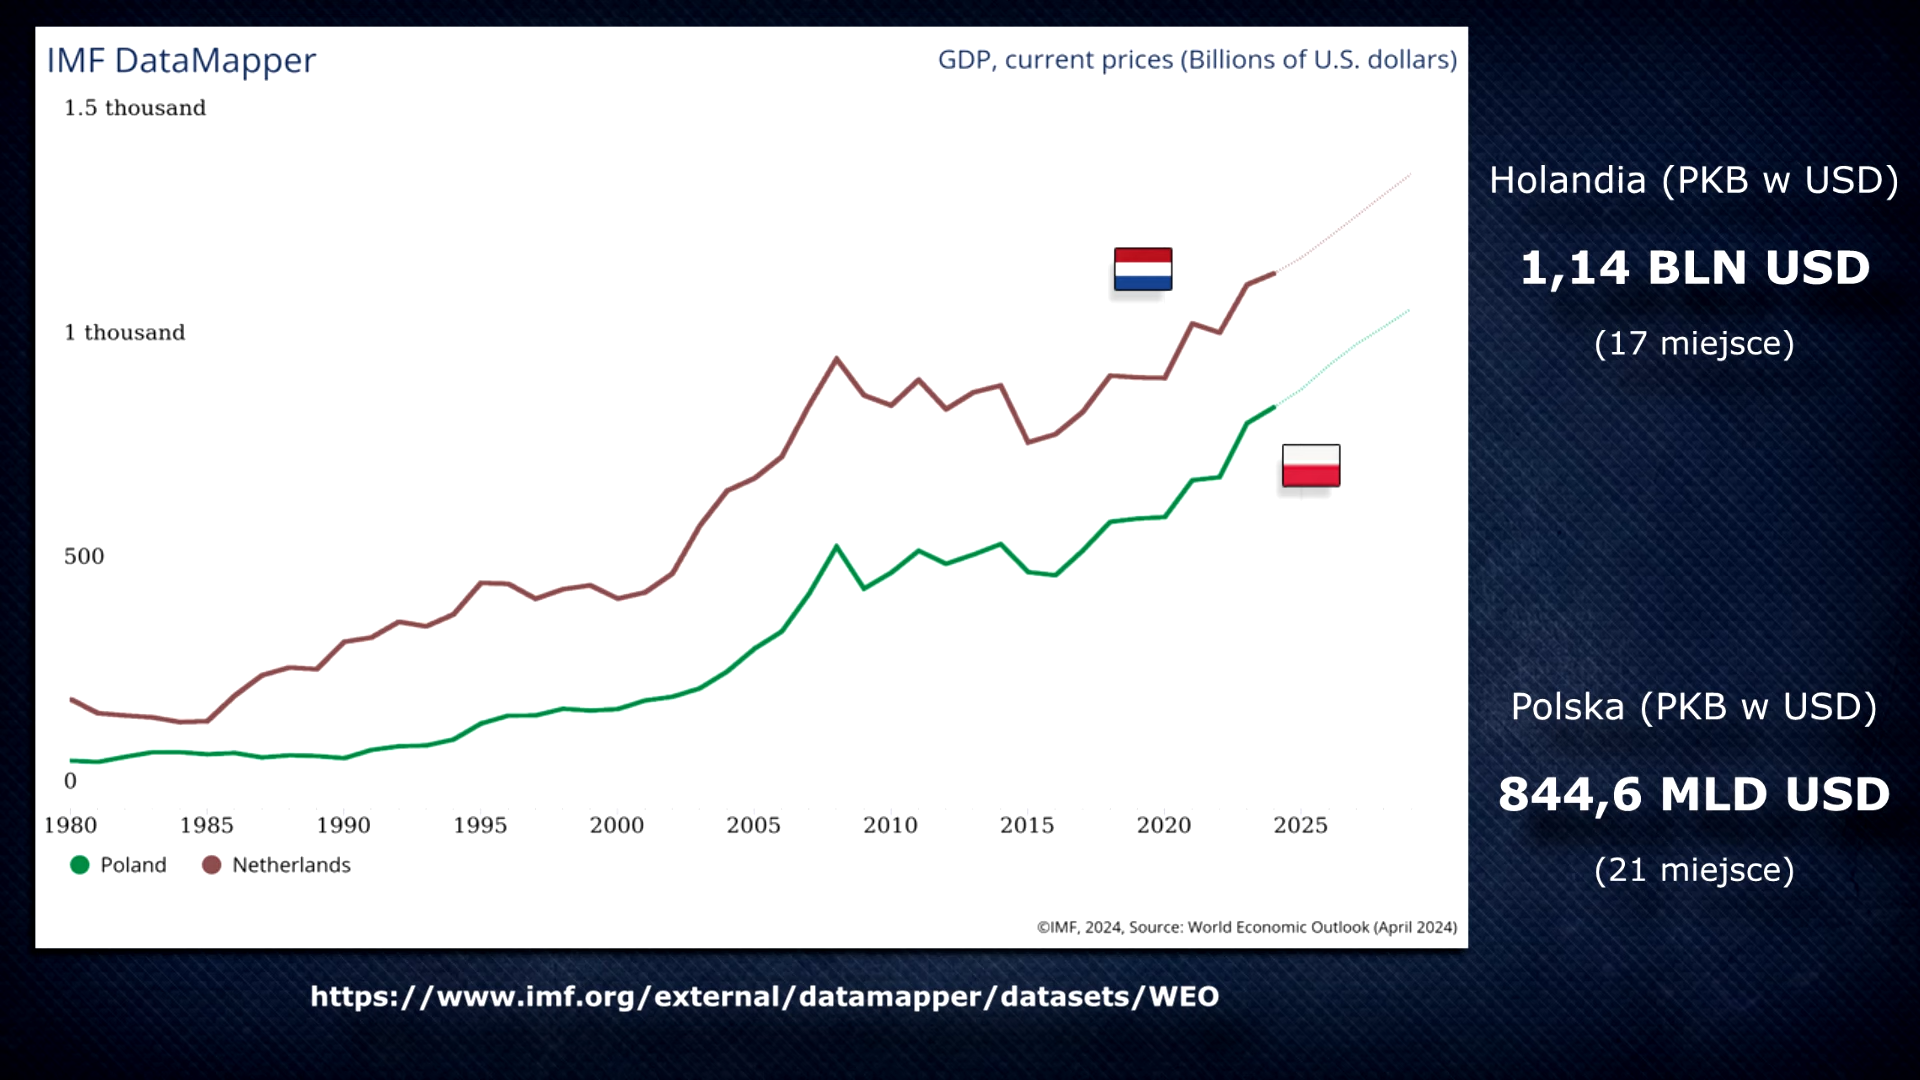 IMF DataMapper
GDP, current prices (Billions of U.S. dollars)
1.5 thousand
1 thousand
500
0
1980 1985 1990 1995 2000 2005 2010 2015 2020 2025
Poland Netherlands
©IMF, 2024, Source: World Economic Outlook (April 2024)
Holandia (PKB w USD)
1,14 BLN USD
(17 miejsce)
Polska (PKB w USD)
844,6 MLD USD
(21 miejsce)
https://www.imf.org/external/datamapper/datasets/WEO